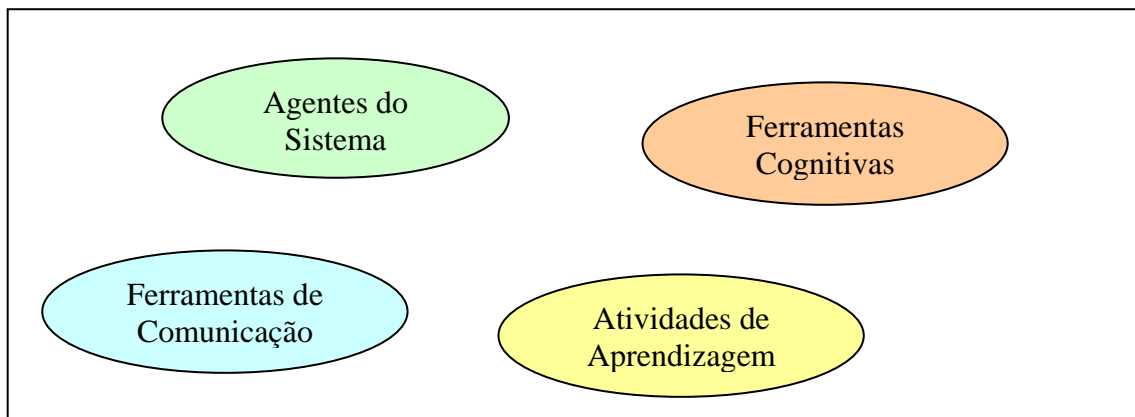 Agentes do
Sistema
Ferramentas
Cognitivas
Ferramentas de
Comunicação
Atividades de
Aprendizagem